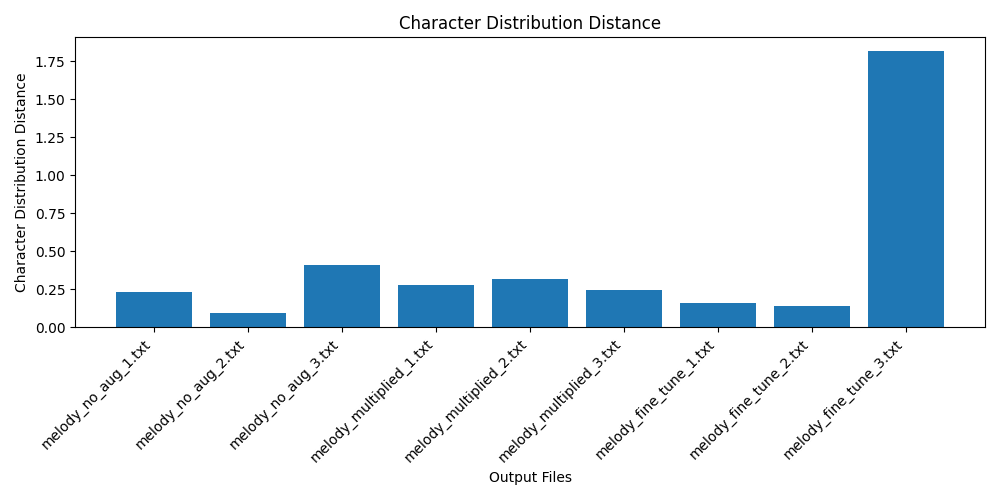 Character Distribution Distance
Character Distribution Distance
1.75
1.50
1.25
1.00
0.75
0.50
0.25
0.00
melody_no_aug_1.txt
melody_no_aug_2.txt
melody_no_aug_3.txt
melody_multiplied_1.txt
melody_multiplied_2.txt
melody_multiplied_3.txt
melody_fine_tune_1.txt
melody_fine_tune_2.txt
melody_fine_tune_3.txt
Output Files